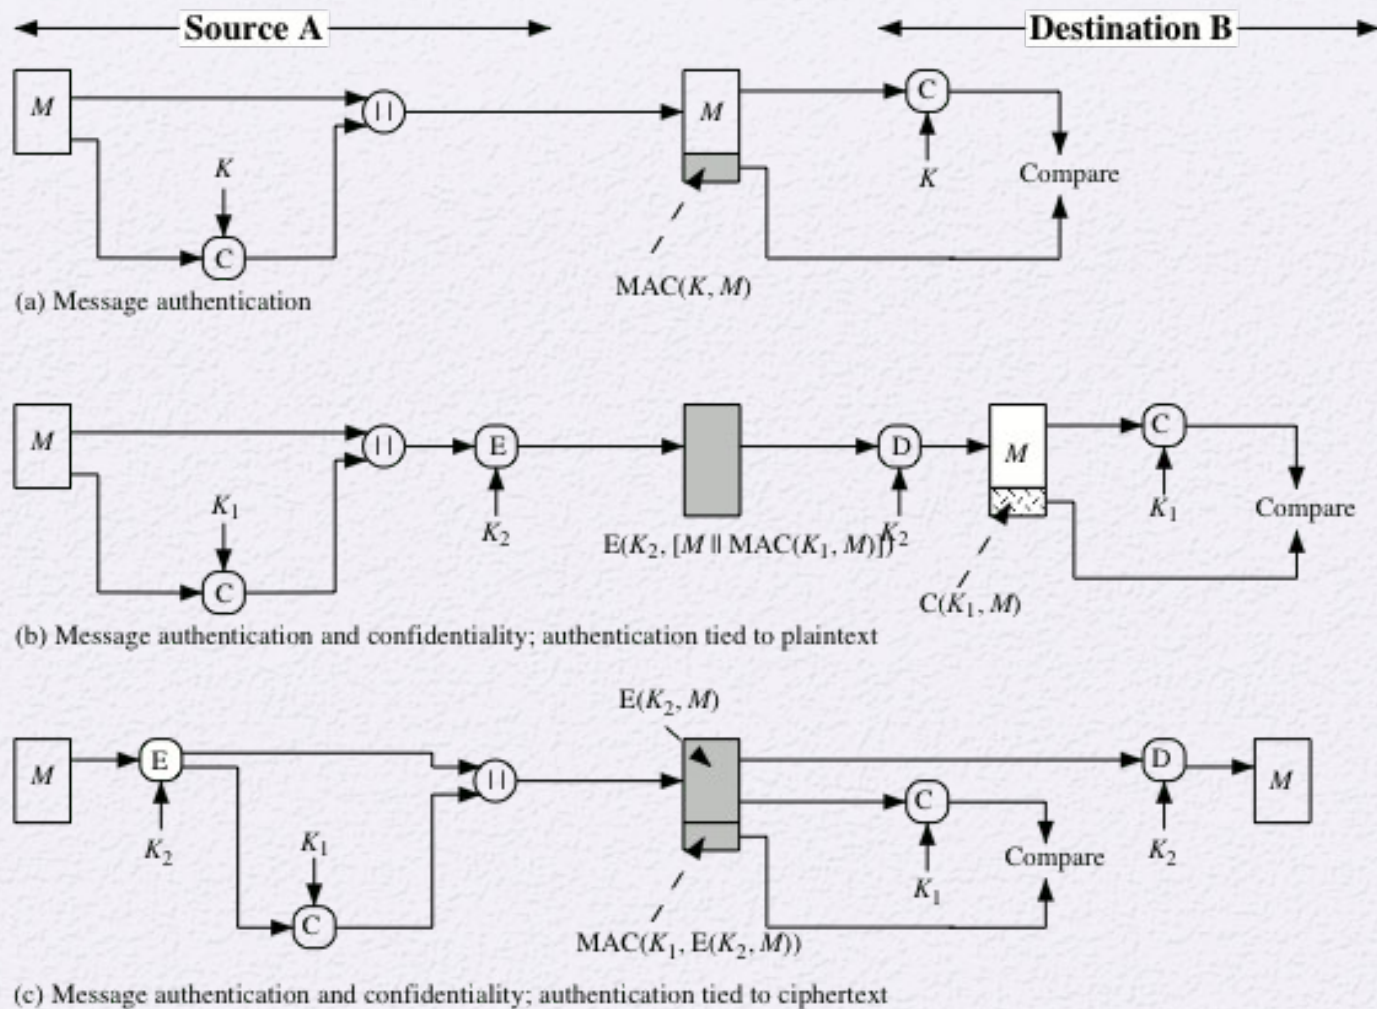 Source A
Destination B
M
||
M
C
K
K
Compare
C
MAC(K, M)
(a) Message authentication
M
||
E
D
M
C
K₁
K₂
K₂
K₁
Compare
E(K₂, [M || MAC(K₁, M)])
C
C(K₁, M)
(b) Message authentication and confidentiality; authentication tied to plaintext
E(K₂, M)
M
E
||
D
M
C
K₂
K₁
Compare
K₂
K₁
C
MAC(K₁, E(K₂, M))
(c) Message authentication and confidentiality; authentication tied to ciphertext